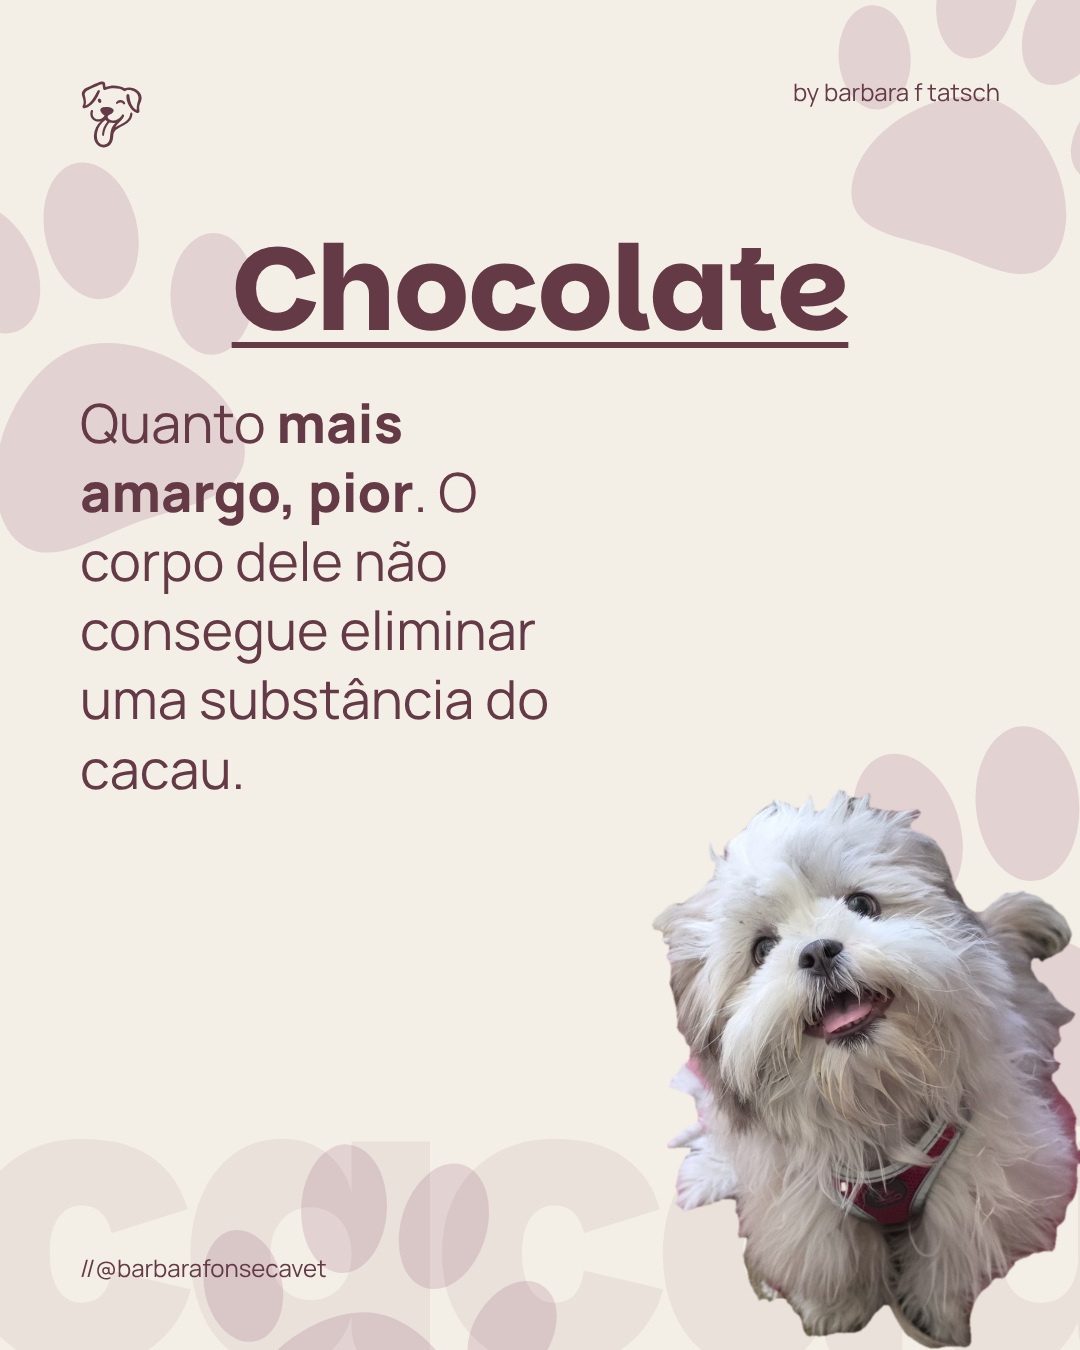 by barbara f tatsch
Chocolate
Quanto mais
amargo, pior. O
corpo dele não
consegue eliminar
uma substância do
cacau.
//@barbarafonsecavet